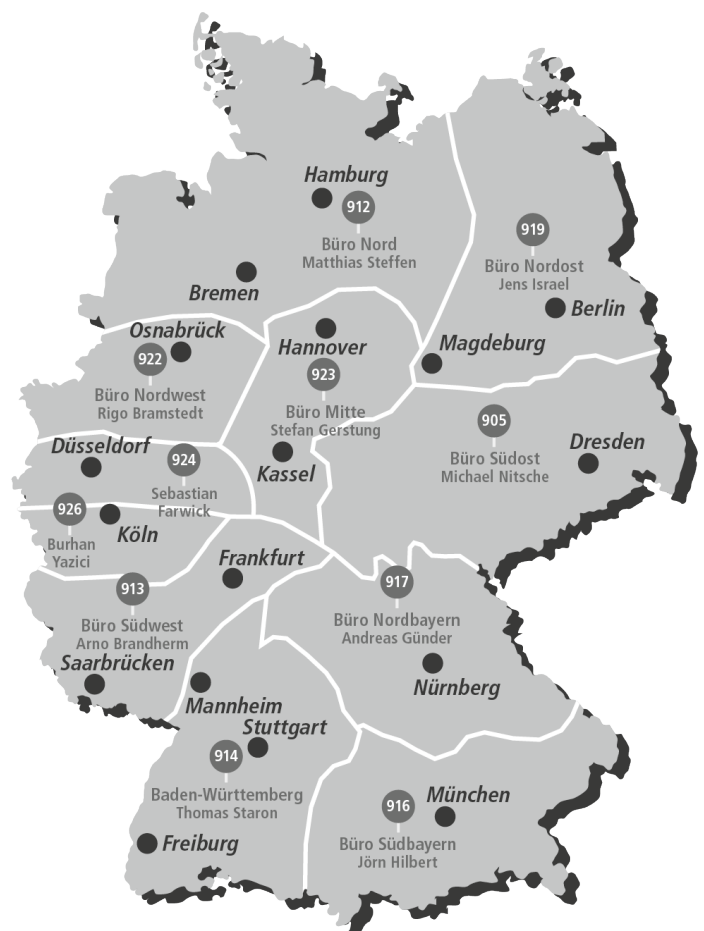 Hamburg
912
Büro Nord
Matthias Steffen
919
Büro Nordost
Jens Israel
Bremen
Berlin
Osnabrück
922
Büro Nordwest
Rigo Bramstedt
Hannover
923
Büro Mitte
Stefan Gerstung
Magdeburg
905
Büro Südost
Michael Nitsche
Dresden
Düsseldorf
924
Sebastian
Farwick
Kassel
926
Burhan
Yazici
Köln
Frankfurt
913
Büro Südwest
Arno Brandherm
917
Büro Nordbayern
Andreas Günder
Saarbrücken
Nürnberg
Mannheim
Stuttgart
914
Baden-Württemberg
Thomas Staron
916
München
Büro Südbayern
Jörn Hilbert
Freiburg